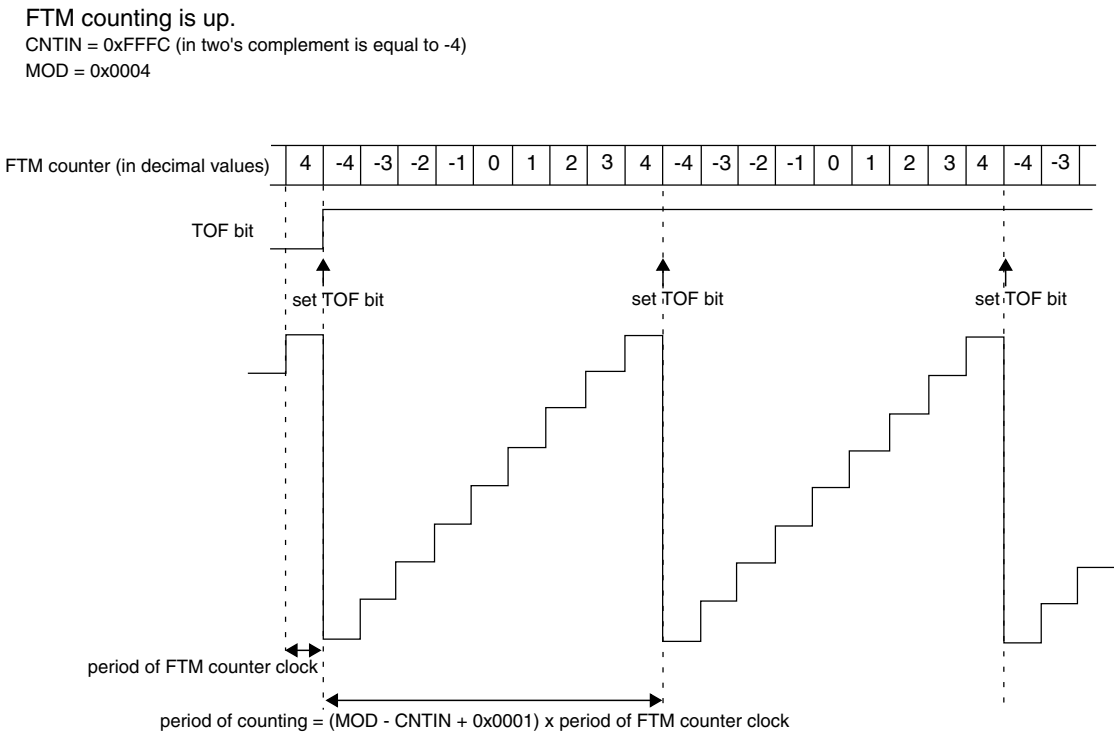 FTM counting is up.
CNTIN = 0xFFFC (in two's complement is equal to -4)
MOD = 0x0004
FTM counter (in decimal values) 4 -4 -3 -2 -1 0 1 2 3 4 -4 -3 -2 -1 0 1 2 3 4 -4 -3
TOF bit
set TOF bit set TOF bit set TOF bit
period of FTM counter clock
period of counting = (MOD - CNTIN + 0x0001) x period of FTM counter clock